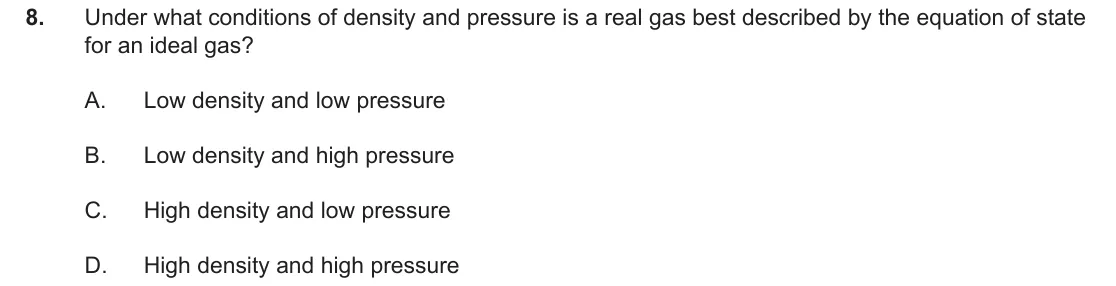 8. Under what conditions of density and pressure is a real gas best described by the equation of state
for an ideal gas?
A. Low density and low pressure
B. Low density and high pressure
C. High density and low pressure
D. High density and high pressure